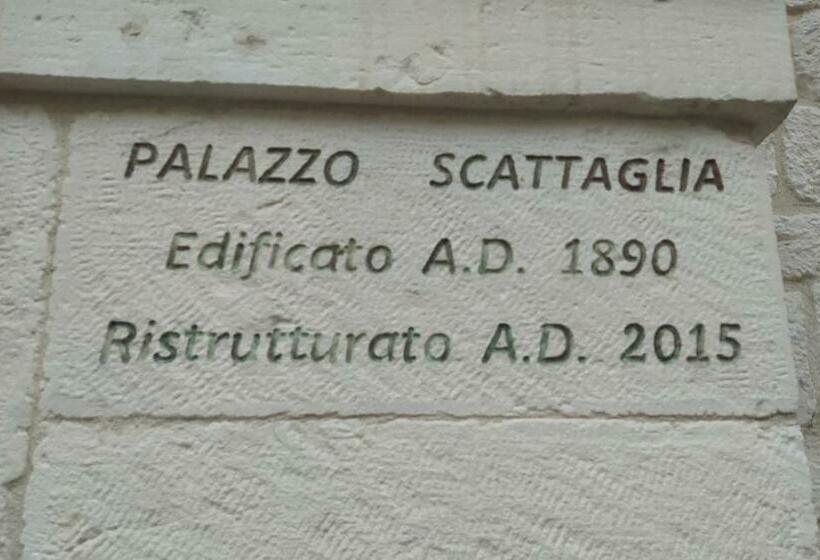 PALAZZO SCATTAGLIA
Edificato A.D. 1890
Ristrutturato A.D. 2015